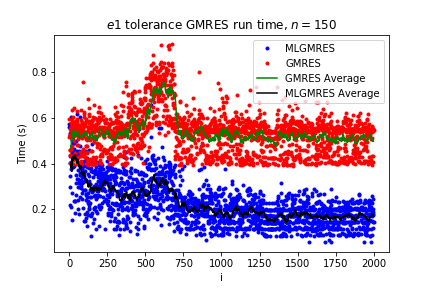 e1 tolerance GMRES run time, n = 150
MLGMRES
GMRES
GMRES Average
MLGMRES Average
Time (s)
0.8
0.6
0.4
0.2
0 250 500 750 1000 1250 1500 1750 2000
i